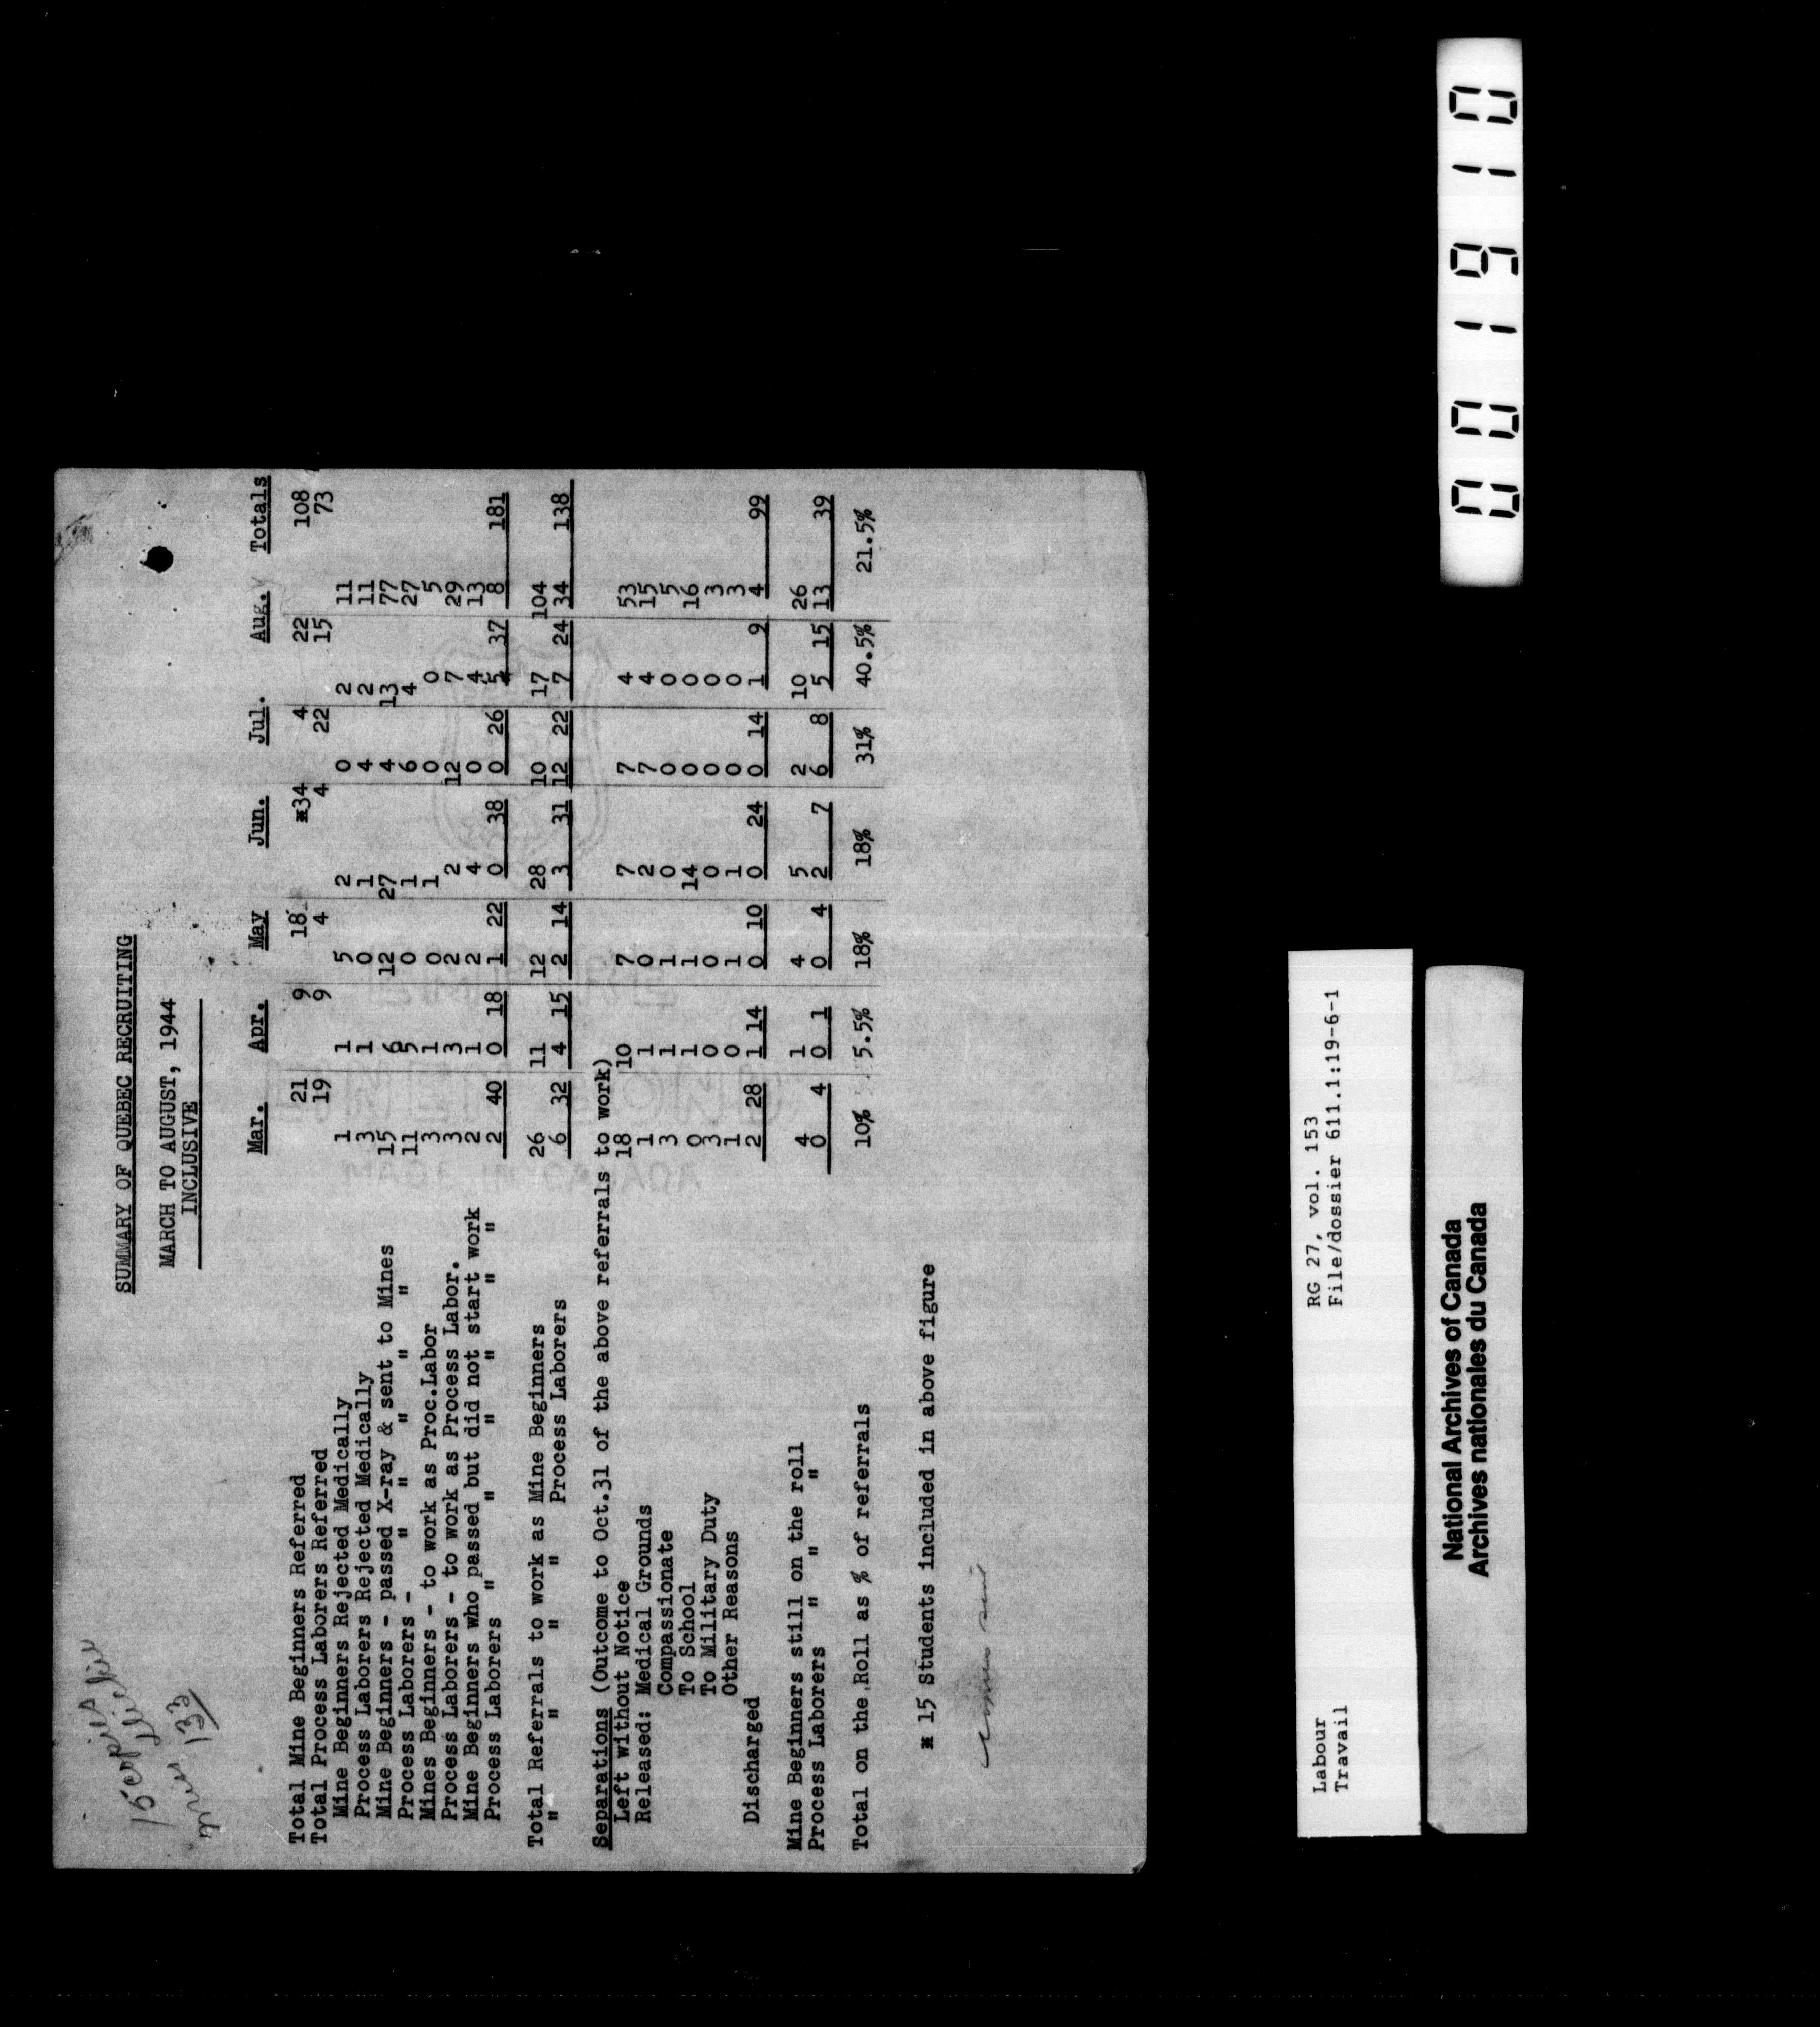 15 copies
133
SUMMARY OF QUEBEC RECRUITING
MARCH TO AUGUST, 1944
INCLUSIVE
Mar. Apr. May Jun. Jul. Aug. Totals
Total Mine Beginners Referred 21 9 18 *34 4 22 108
Total Process Laborers Referred 19 9 4 4 22 15 73
Mine Beginners Rejected Medically 1 1 5 2 0 2 11
Process Laborers Rejected Medically 3 1 0 1 4 2 11
Mine Beginners - passed X-ray & sent to Mines 15 6 12 27 4 13 77
Process Laborers - " " " " " 11 5 0 1 6 4 27
Mines Beginners - to work as Proc.Labor 3 1 0 1 0 0 5
Process Laborers - to work as Process Labor. 3 3 2 2 12 7 29
Mine Beginners who passed but did not start work 2 1 2 4 0 4 13
Process Laborers " " " " " " 2 40 0 18 1 22 0 38 0 26 5 37 8 181
Total Referrals to work as Mine Beginners 26 11 12 28 10 17 104
" " " " " Process Laborers 6 32 4 15 2 14 3 31 12 22 7 24 34 138
Separations (Outcome to Oct.31 of the above referrals to work)
Left without Notice 18 10 7 7 7 4 53
Released: Medical Grounds 1 1 0 2 7 4 15
Compassionate 3 1 1 0 0 0 5
To School 0 1 1 14 0 0 16
To Military Duty 3 0 0 0 0 0 3
Other Reasons 1 0 1 1 0 0 3
Discharged 2 28 1 14 0 10 0 24 0 14 1 9 4 99
Mine Beginners still on the roll 4 1 4 5 2 10 26
Process Laborers " " " " 0 4 0 1 0 4 2 7 6 8 5 15 13 39
Total on the Roll as % of referrals 10% 5.5% 18% 18% 31% 40.5% 21.5%
* 15 Students included in above figure
Labour
Travail
RG 27, vol. 153
File/dossier 611.1:19-6-1
National Archives of Canada
Archives nationales du Canada
001910